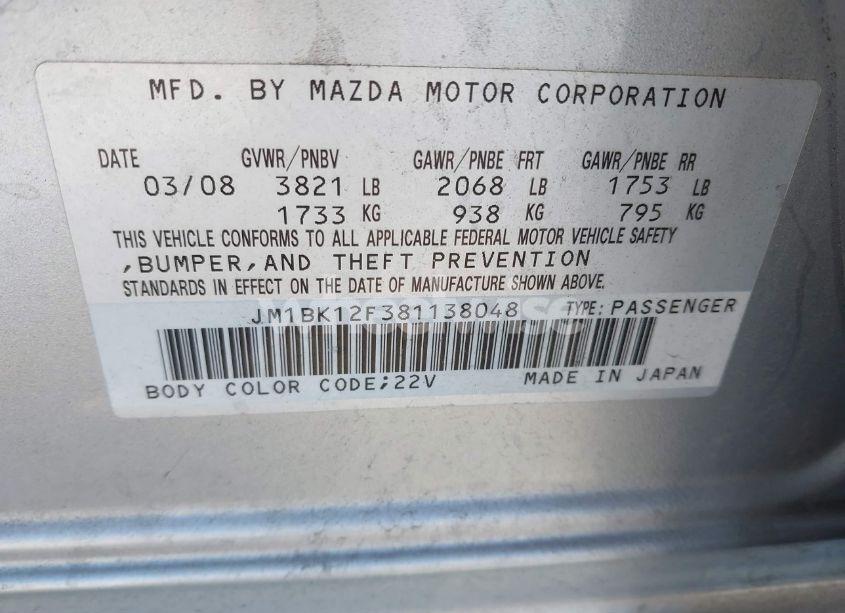 MFD. BY MAZDA MOTOR CORPORATION
DATE GVWR/PNBV GAWR/PNBE FRT GAWR/PNBE RR
03/08 3821 LB 2068 LB 1753 LB
1733 KG 938 KG 795 KG
THIS VEHICLE CONFORMS TO ALL APPLICABLE FEDERAL MOTOR VEHICLE SAFETY
,BUMPER,AND THEFT PREVENTION
STANDARDS IN EFFECT ON THE DATE OF MANUFACTURE SHOWN ABOVE.
JM1BK12F381138048 TYPE: PASSENGER
BODY COLOR CODE;22V MADE IN JAPAN